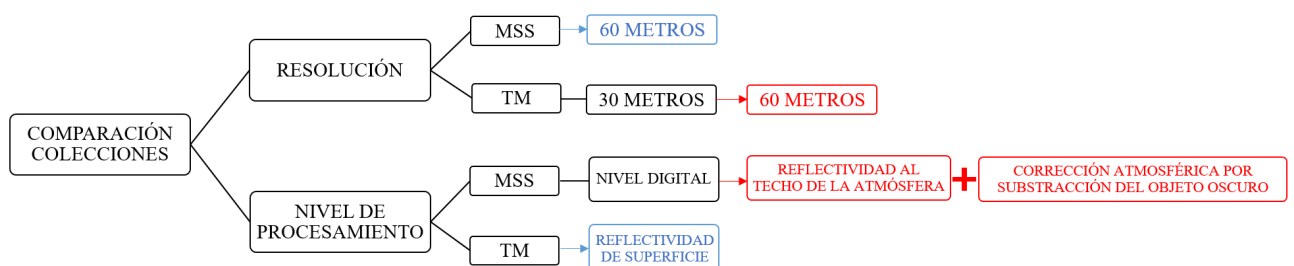 COMPARACIÓN
COLECCIONES
RESOLUCIÓN
MSS
60 METROS
TM
30 METROS
60 METROS
NIVEL DE
PROCESAMIENTO
MSS
NIVEL DIGITAL
REFLECTIVIDAD AL
TECHO DE LA ATMÓSFERA
+
CORRECCIÓN ATMOSFÉRICA POR
SUBSTRACCIÓN DEL OBJETO OSCURO
TM
REFLECTIVIDAD
DE SUPERFICIE